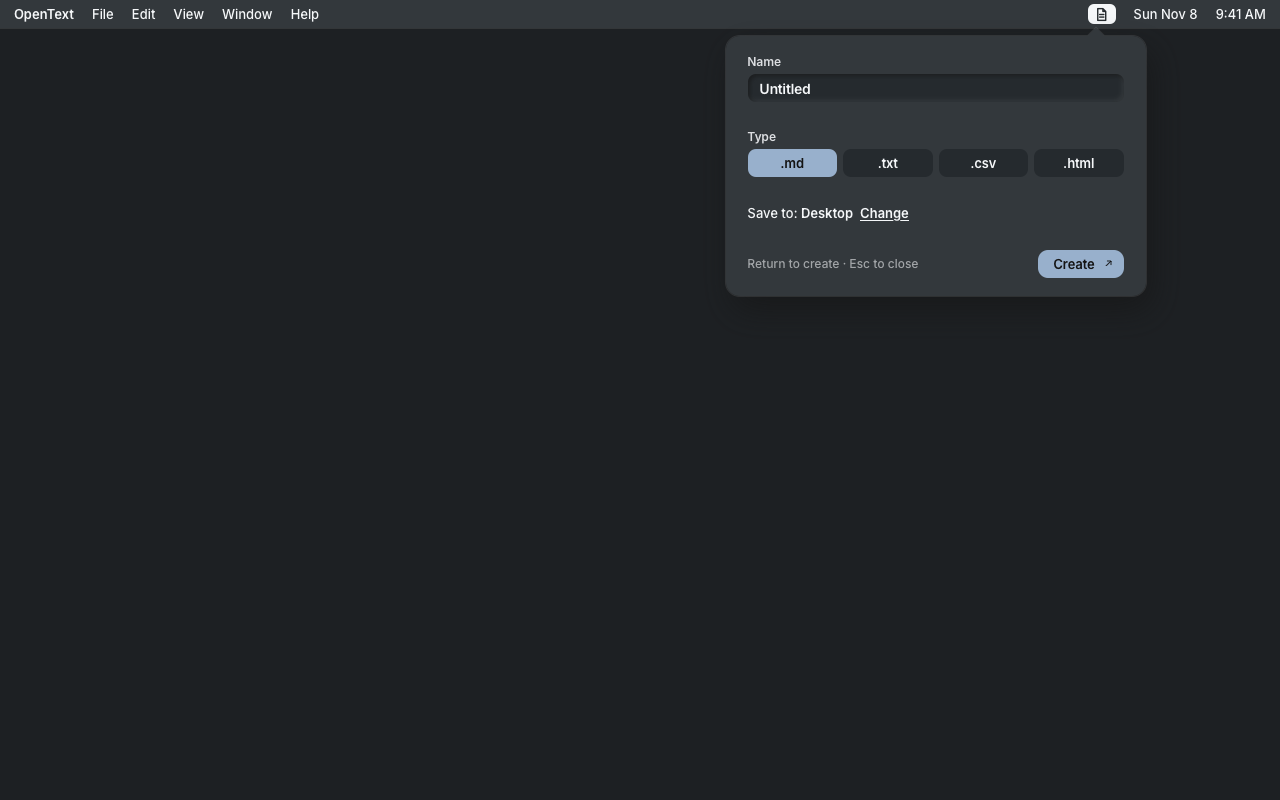 OpenText File Edit View Window Help Sun Nov 8 9:41 AM
Name
Untitled
Type
.md .txt .csv .html
Save to: Desktop Change
Return to create · Esc to close Create ↗